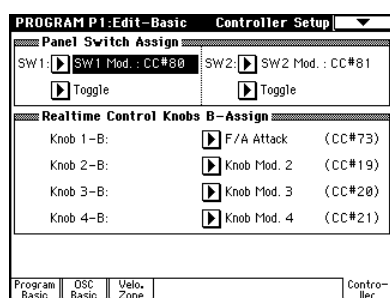 PROGRAM P1:Edit-Basic Controller Setup
Panel Switch Assign
SW1: SW1 Mod. : CC#80 SW2: SW2 Mod. : CC#81
Toggle Toggle
Realtime Control Knobs B-Assign
Knob 1-B: F/A Attack (CC#73)
Knob 2-B: Knob Mod. 2 (CC#19)
Knob 3-B: Knob Mod. 3 (CC#20)
Knob 4-B: Knob Mod. 4 (CC#21)
Program OSC Velo. Contro-
Basic Basic Zone ller